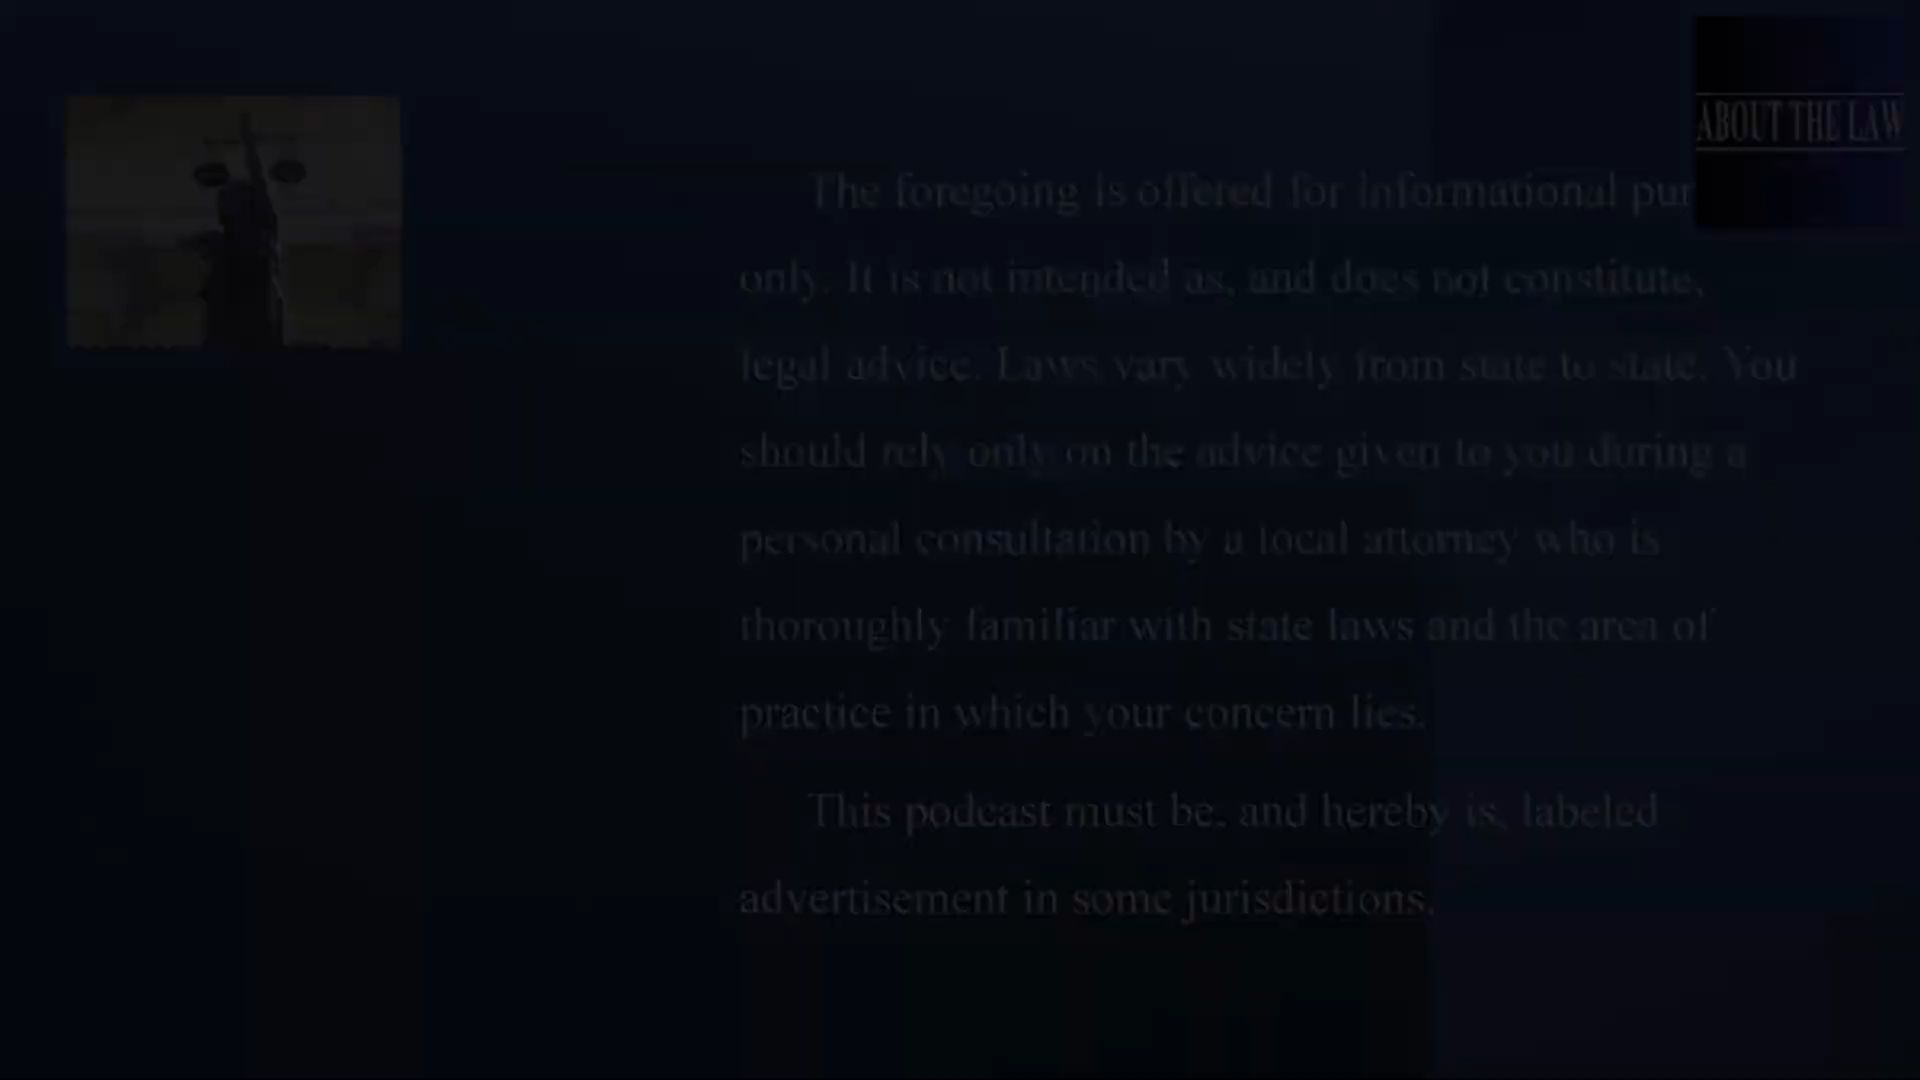 ABOUT THE LAW
The foregoing is offered for informational pur
only. It is not intended as, and does not constitute,
legal advice. Laws vary widely from state to state. You
should rely only on the advice given to you during a
personal consultation by a local attorney who is
thoroughly familiar with state laws and the area of
practice in which your concern lies.
This podcast must be, and hereby is, labeled
advertisement in some jurisdictions.